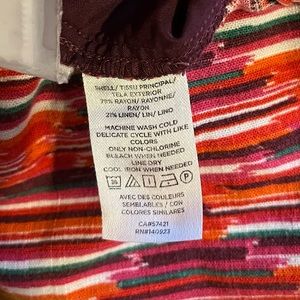 SHELL/ TISSU PRINCIPAL/
TELA EXTERIOR
79% RAYON/ RAYONNE/
RAYON
21% LINEN/ LIN/ LINO
MACHINE WASH COLD
DELICATE CYCLE WITH LIKE
COLORS
ONLY NON-CHLORINE
BLEACH WHEN NEEDED
LINE DRY
COOL IRON WHEN NEEDED
P
AVEC DES COULEURS
SEMBLABLES / CON
COLORES SIMILARES
CA#57421
RN#140923